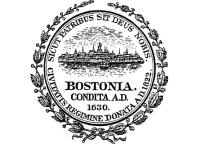 SICUT PATRIBUS SIT DEUS NOBIS
BOSTONIA.
CONDITA A.D.
1630.
CIVITATIS REGIMINE DONATA A.D. 1822.